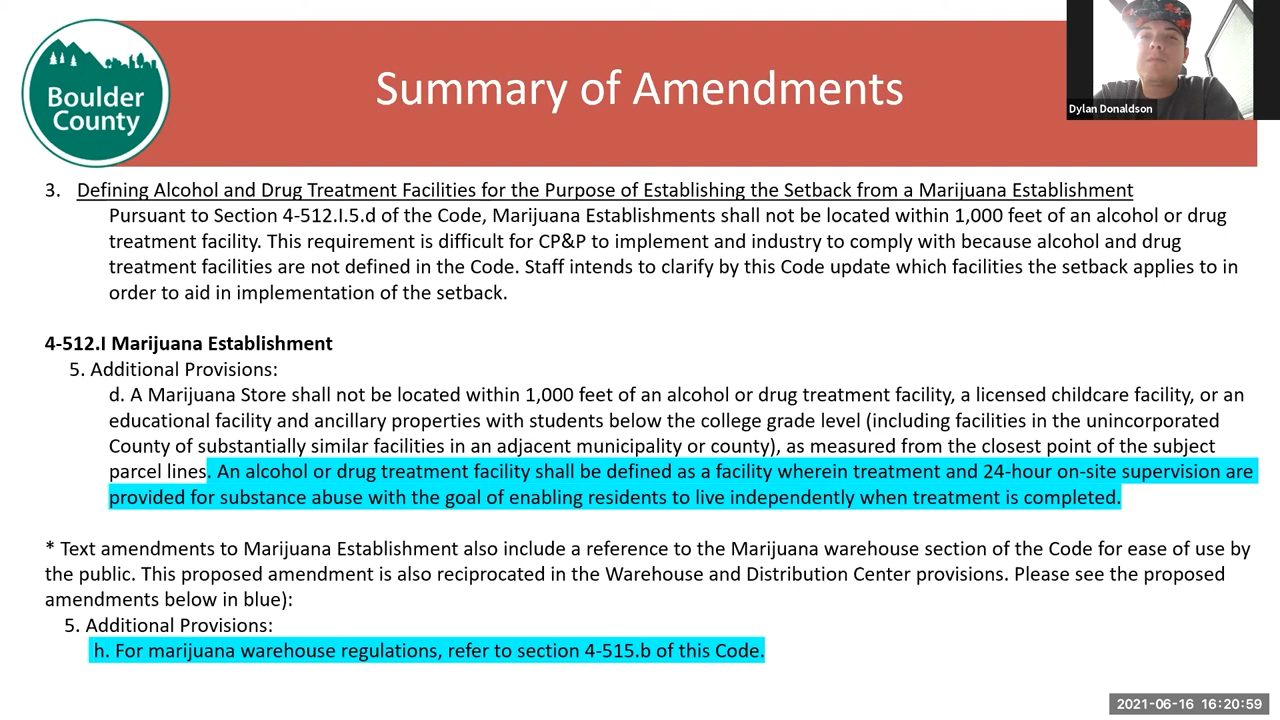 Boulder
County
Summary of Amendments
Dylan Donaldson
3. Defining Alcohol and Drug Treatment Facilities for the Purpose of Establishing the Setback from a Marijuana Establishment
Pursuant to Section 4-512.I.5.d of the Code, Marijuana Establishments shall not be located within 1,000 feet of an alcohol or drug
treatment facility. This requirement is difficult for CP&P to implement and industry to comply with because alcohol and drug
treatment facilities are not defined in the Code. Staff intends to clarify by this Code update which facilities the setback applies to in
order to aid in implementation of the setback.
4-512.I Marijuana Establishment
5. Additional Provisions:
d. A Marijuana Store shall not be located within 1,000 feet of an alcohol or drug treatment facility, a licensed childcare facility, or an
educational facility and ancillary properties with students below the college grade level (including facilities in the unincorporated
County of substantially similar facilities in an adjacent municipality or county), as measured from the closest point of the subject
parcel lines. An alcohol or drug treatment facility shall be defined as a facility wherein treatment and 24-hour on-site supervision are
provided for substance abuse with the goal of enabling residents to live independently when treatment is completed.
* Text amendments to Marijuana Establishment also include a reference to the Marijuana warehouse section of the Code for ease of use by
the public. This proposed amendment is also reciprocated in the Warehouse and Distribution Center provisions. Please see the proposed
amendments below in blue):
5. Additional Provisions:
h. For marijuana warehouse regulations, refer to section 4-515.b of this Code.
2021-06-16 16:20:59